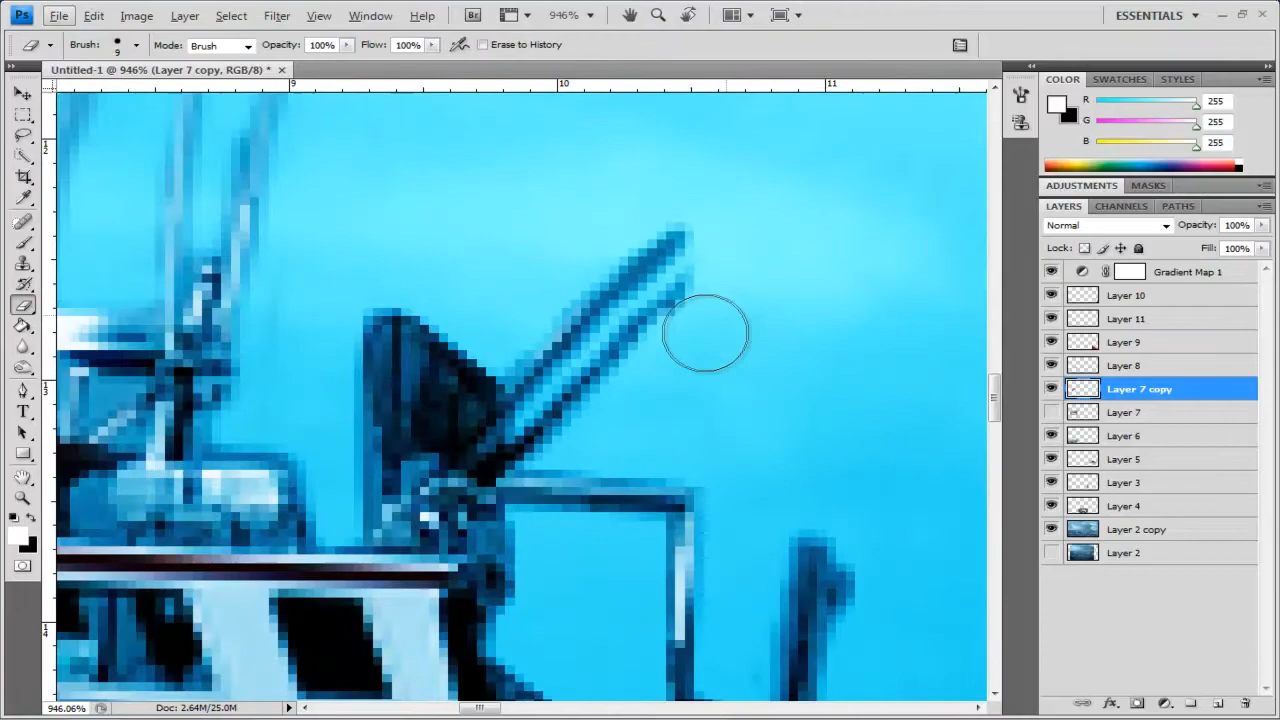 Ps File Edit Image Layer Select Filter View Window Help Br 946% ESSENTIALS
Brush: 9 Mode: Brush Opacity: 100% Flow: 100% Erase to History
Untitled-1 @ 946% (Layer 7 copy, RGB/8) *
9 10 11
12
13
14
COLOR SWATCHES STYLES
R 255
G 255
B 255
ADJUSTMENTS MASKS
LAYERS CHANNELS PATHS
Normal Opacity: 100%
Lock: Fill: 100%
Gradient Map 1
Layer 10
Layer 11
Layer 9
Layer 8
Layer 7 copy
Layer 7
Layer 6
Layer 5
Layer 3
Layer 4
Layer 2 copy
Layer 2
946.06% Doc: 2.64M/25.0M